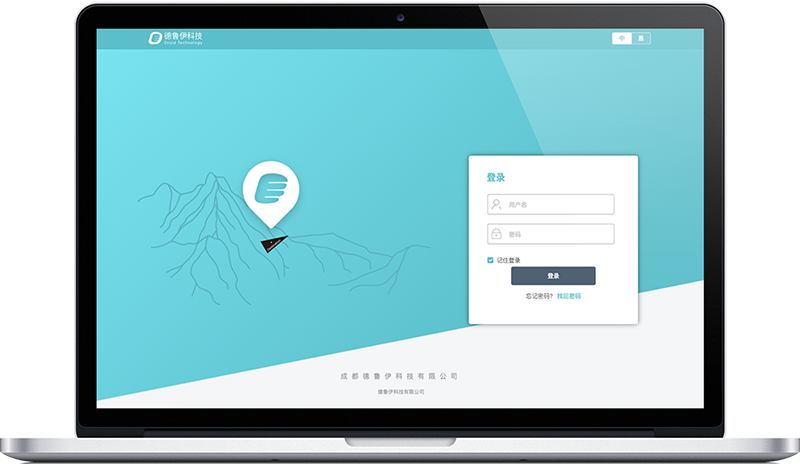 德鲁伊科技
Druid Technology
中
登录
用户名
密码
记住登录
登录
忘记密码? 找回密码
成都德鲁伊科技有限公司
德鲁伊科技有限公司